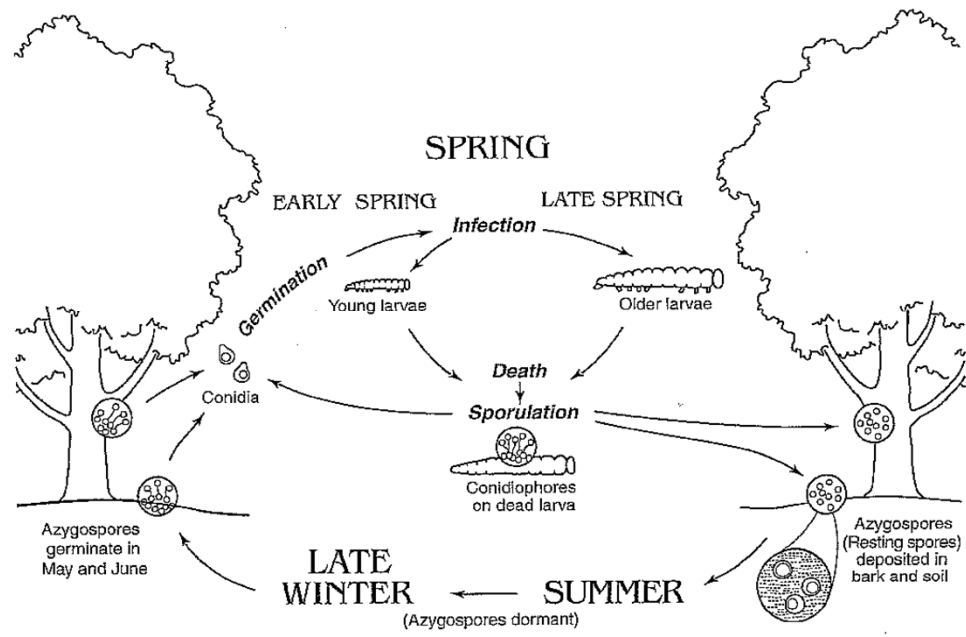 SPRING
EARLY SPRING
LATE SPRING
Infection
Germination
Young larvae
Older larvae
Conidia
Death
Sporulation
Conidiophores
on dead larva
Azygospores
germinate in
May and June
Azygospores
(Resting spores)
deposited in
bark and soil
LATE
WINTER
SUMMER
(Azygospores dormant)